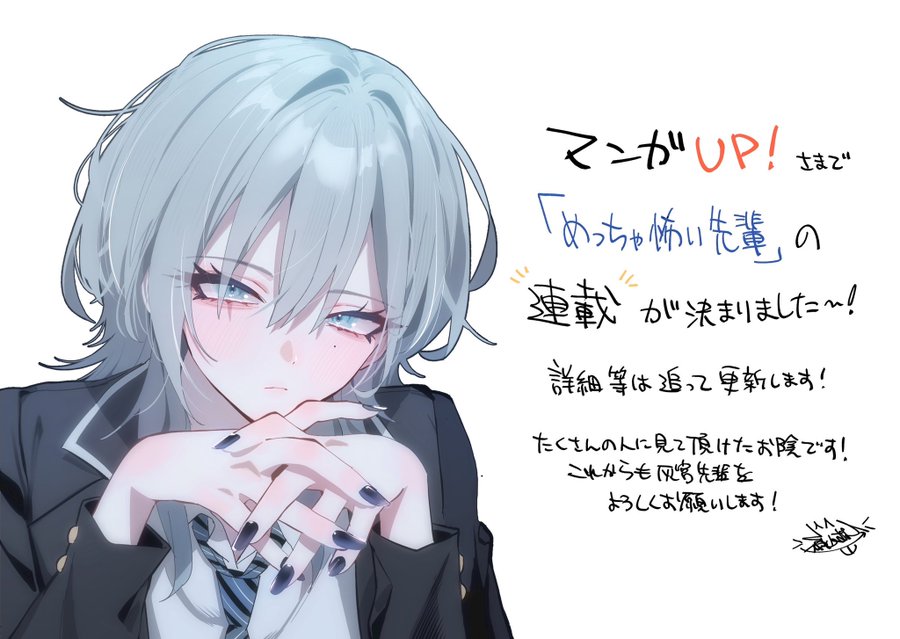 マンガUP!さまで
「めっちゃ怖い先輩」の
連載が決まりました〜!
詳細等は追って更新します!
たくさんの人に見て頂けたお陰です!
これからも灰宮先輩を
よろしくお願いします!